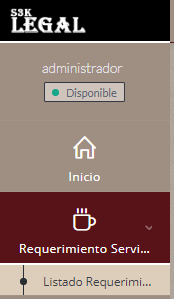 S3K
LEGAL
administrador
Disponible
Inicio
Requerimiento Servi...
Listado Requerimi...